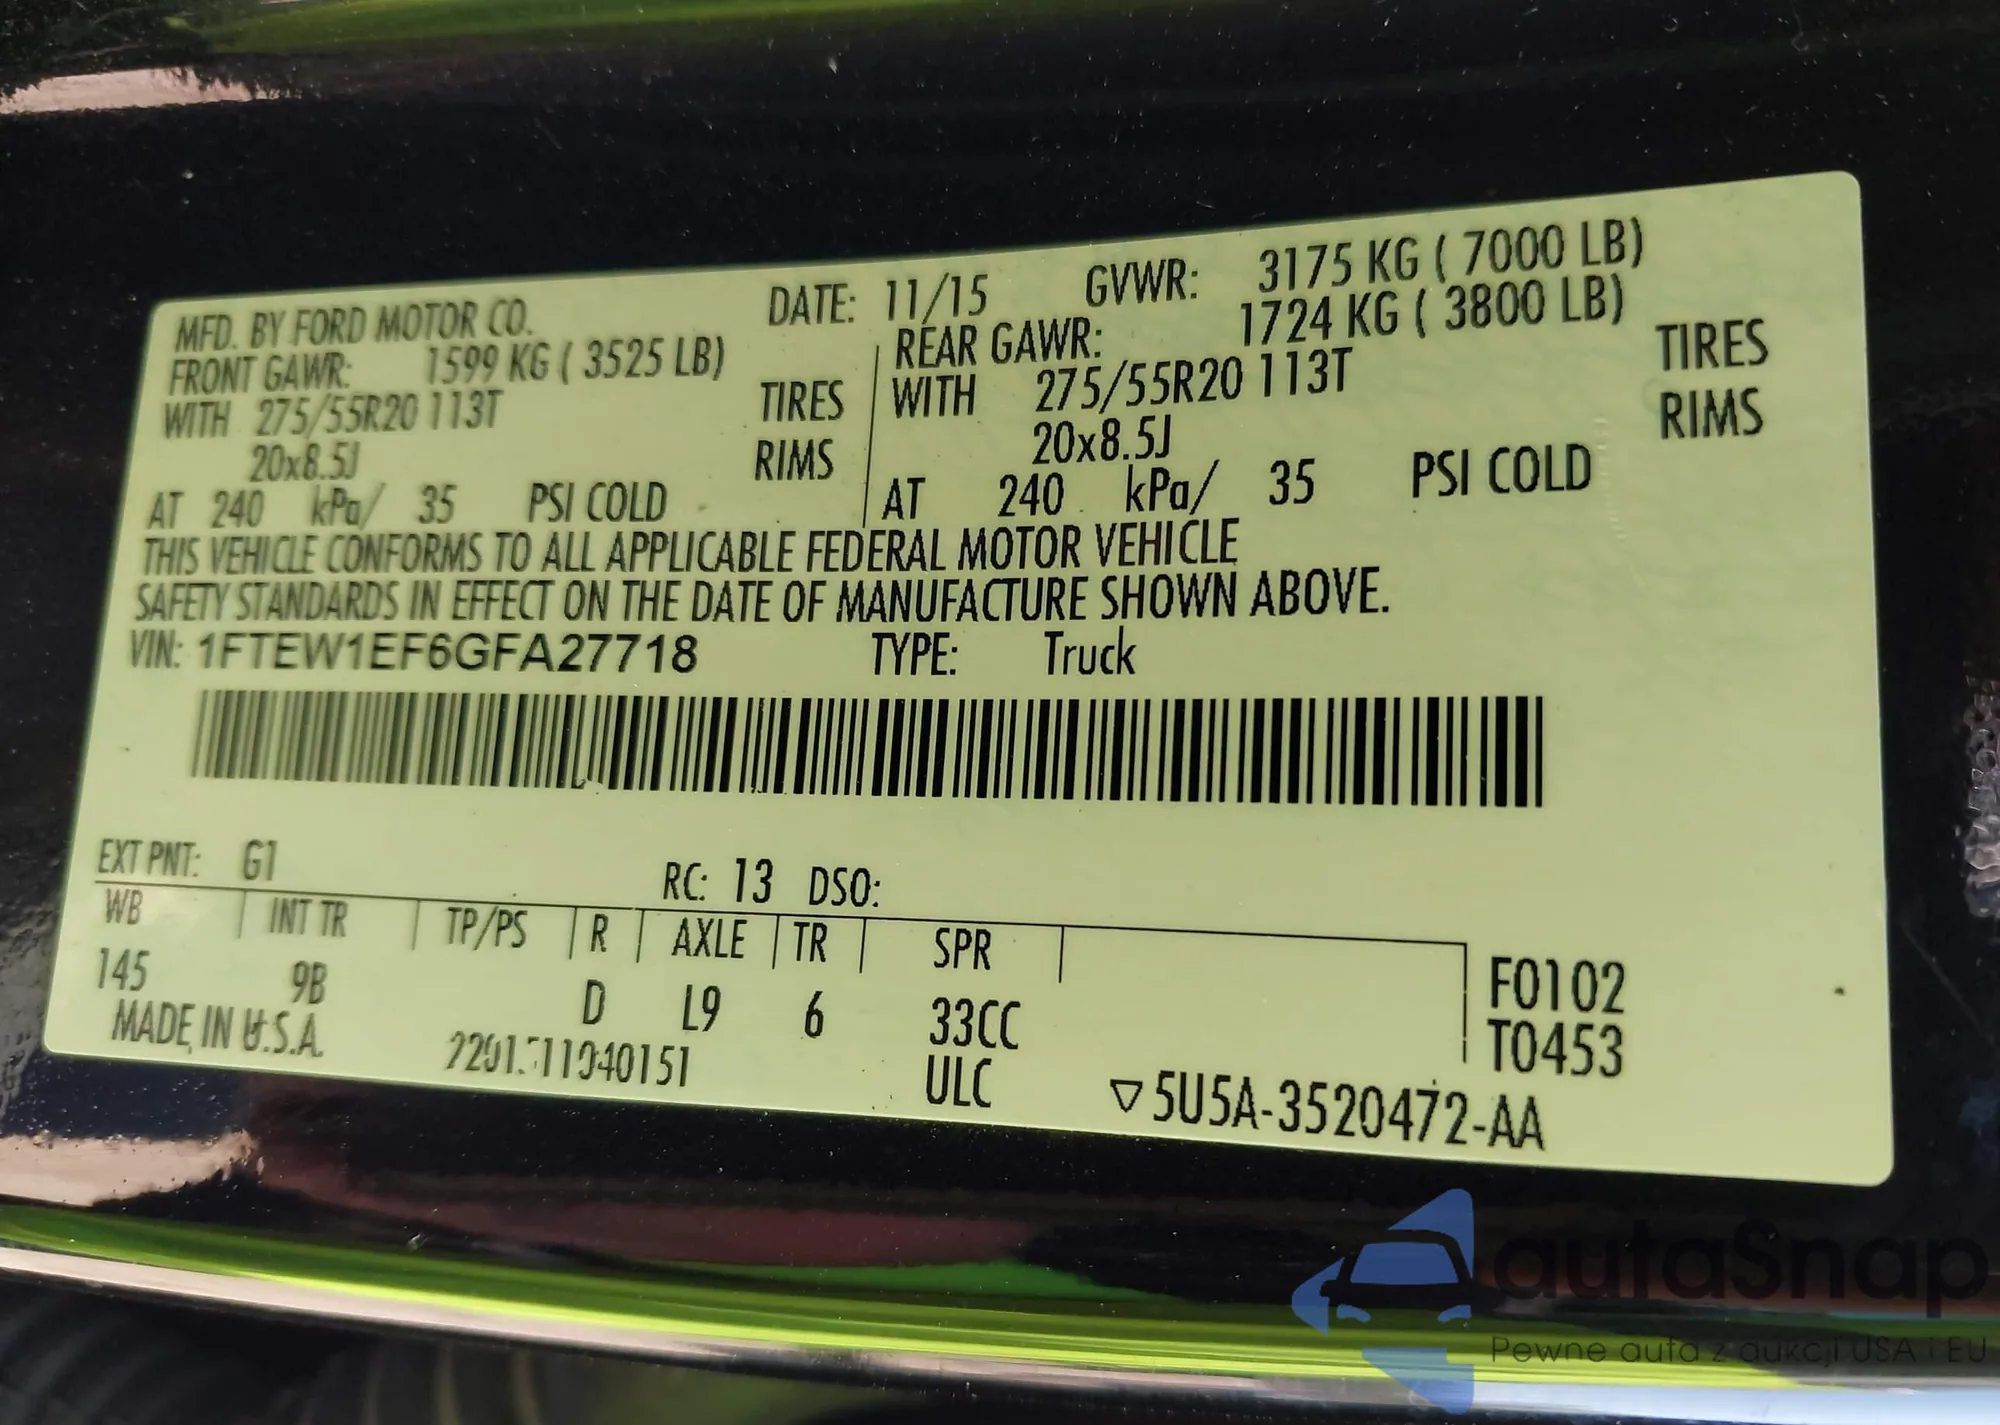 MFD. BY FORD MOTOR CO. DATE: 11/15 GVWR: 3175 KG ( 7000 LB)
FRONT GAWR: 1599 KG ( 3525 LB)
WITH 275/55R20 113T TIRES
20x8.5J RIMS
AT 240 kPa/ 35 PSI COLD
REAR GAWR: 1724 KG ( 3800 LB)
WITH 275/55R20 113T TIRES
20x8.5J RIMS
AT 240 kPa/ 35 PSI COLD
THIS VEHICLE CONFORMS TO ALL APPLICABLE FEDERAL MOTOR VEHICLE
SAFETY STANDARDS IN EFFECT ON THE DATE OF MANUFACTURE SHOWN ABOVE.
VIN: 1FTEW1EF6GFA27718 TYPE: Truck
EXT PNT: G1 RC: 13 DSO:
WB INT TR TP/PS R AXLE TR SPR
145 9B D L9 6 33CC F0102
MADE IN U.S.A. ULC T0453
▽5U5A-3520472-AA
autaSnap
Pewne auta z aukcji USA i EU